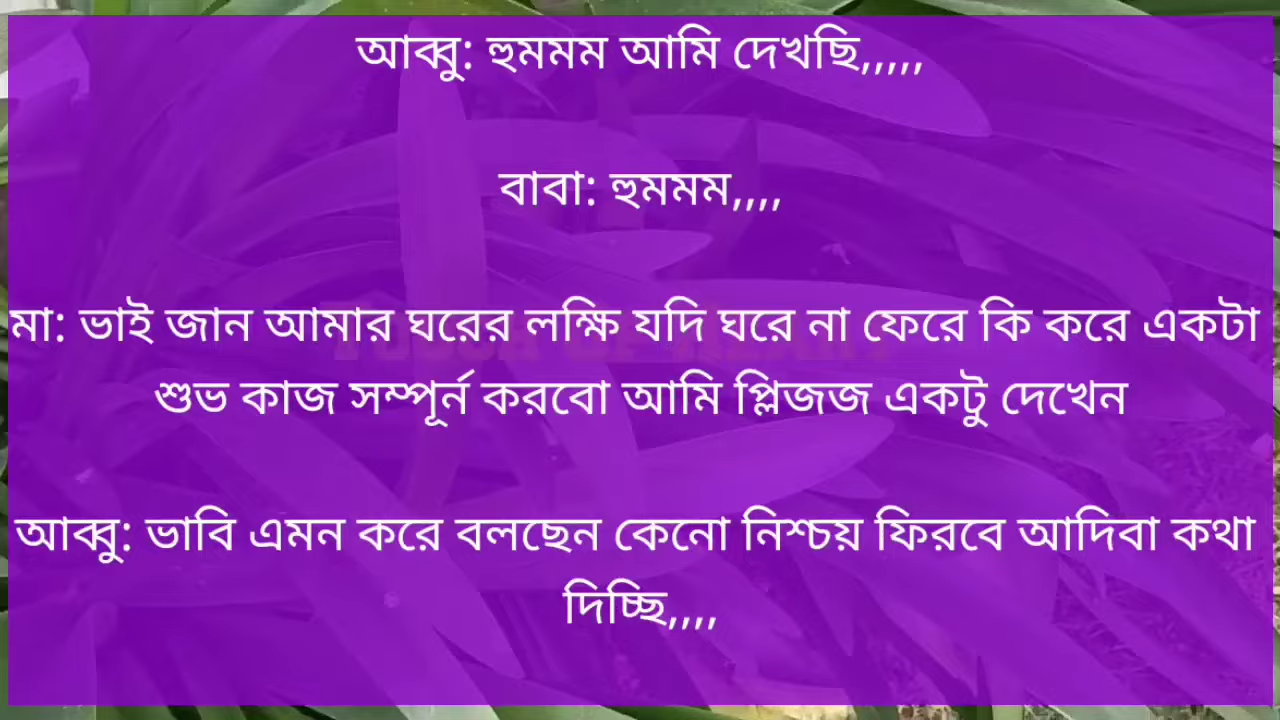 আব্বু: হুমমম আমি দেখছি,,,,,
বাবা: হুমমম,,,,
মা: ভাই জান আমার ঘরের লক্ষি যদি ঘরে না ফেরে কি করে একটা
শুভ কাজ সম্পূর্ন করবো আমি প্লিজজ একটু দেখেন
আব্বু: ভাবি এমন করে বলছেন কেনো নিশ্চয় ফিরবে আদিবা কথা
দিচ্ছি,,,,